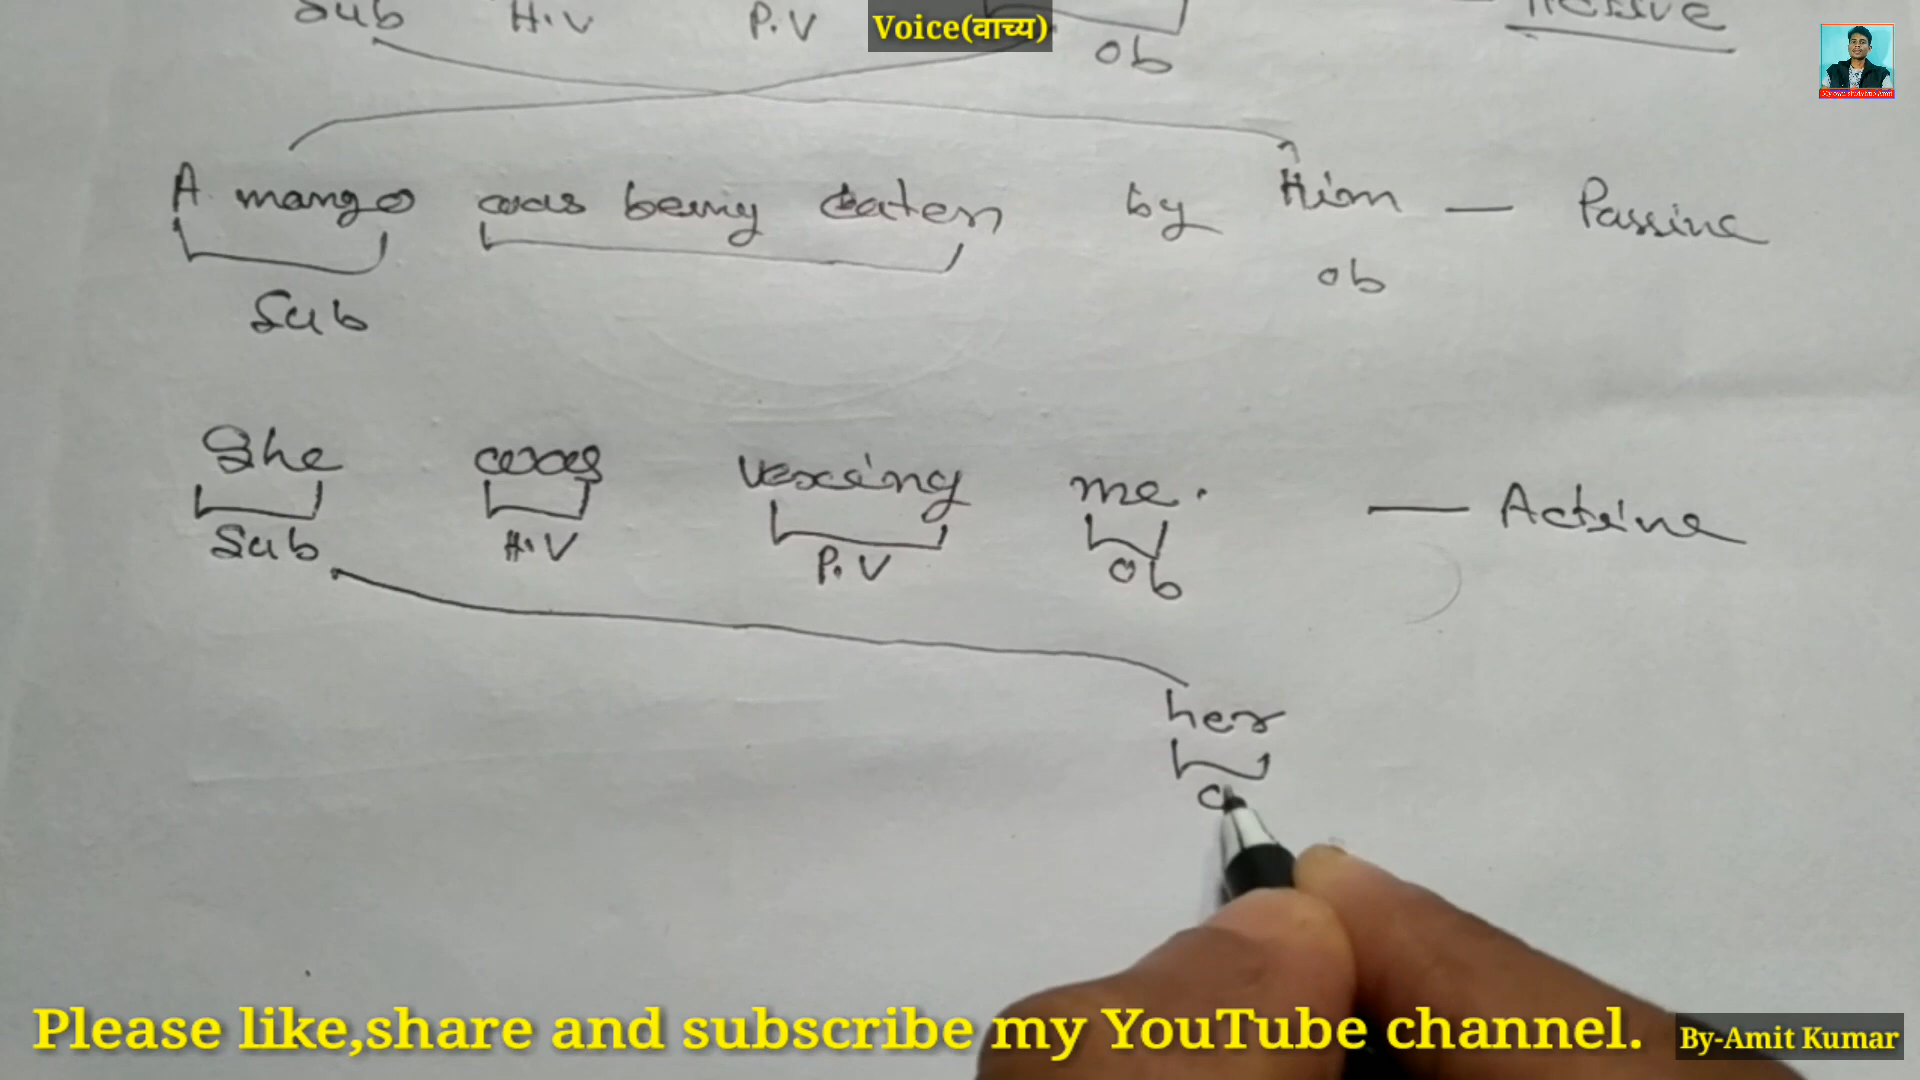 Sub H.V P.V Voice(वाच्य)
ob
A mango was being eaten by Him — Passive
Sub ob
She was vexing me. — Active
Sub H.V P.V ob
her
Please like,share and subscribe my YouTube channel. By-Amit Kumar